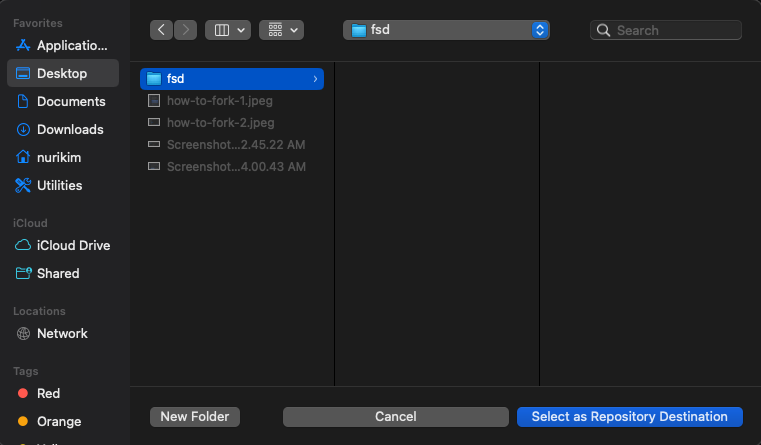 Favorites
Applicatio...
Desktop
Documents
Downloads
nurikim
Utilities
iCloud
iCloud Drive
Shared
Locations
Network
Tags
Red
Orange
fsd
Search
fsd
how-to-fork-1.jpeg
how-to-fork-2.jpeg
Screenshot...2.45.22 AM
Screenshot...4.00.43 AM
New Folder
Cancel
Select as Repository Destination